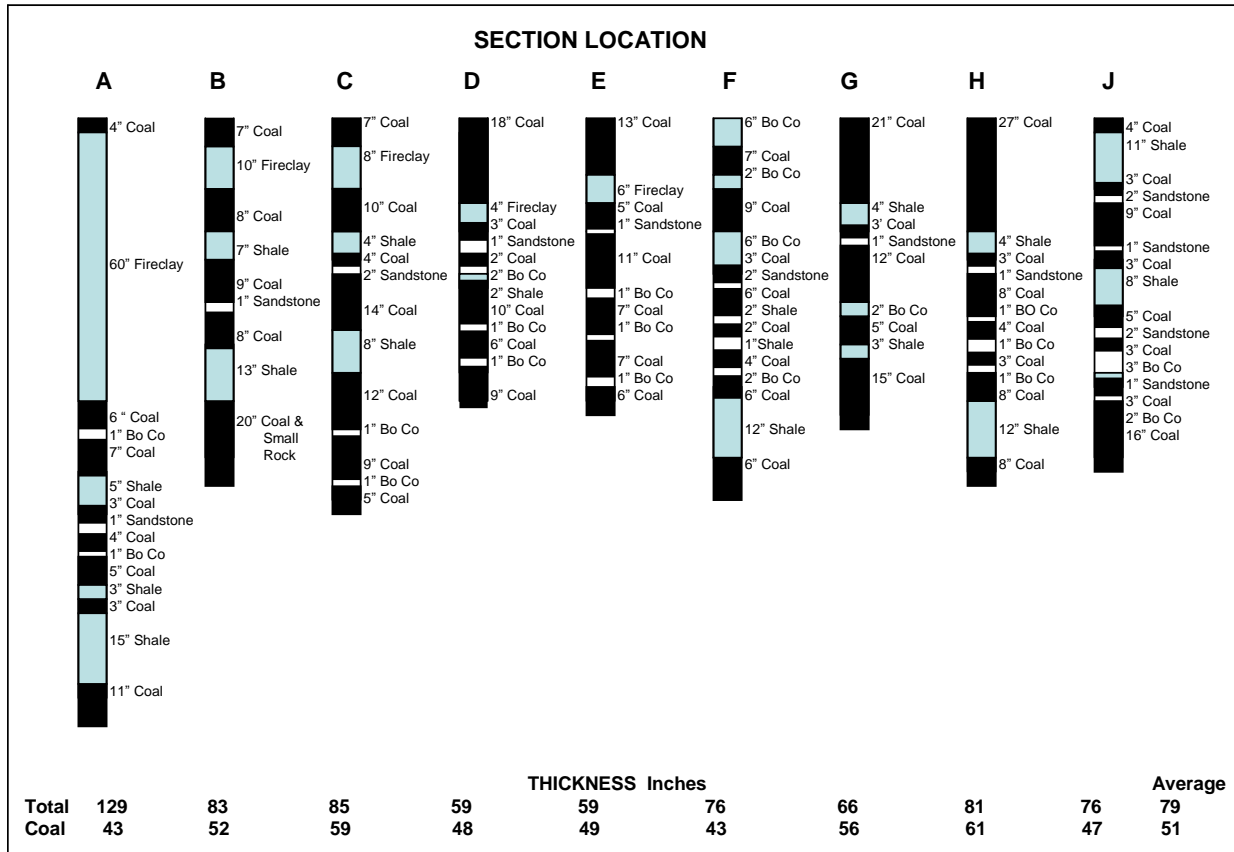 SECTION LOCATION
A B C D E F G H J
4” Coal
60” Fireclay
6 “ Coal
1” Bo Co
7” Coal
5” Shale
3” Coal
1” Sandstone
4” Coal
1” Bo Co
5” Coal
3” Shale
3” Coal
15” Shale
11” Coal
7” Coal
10” Fireclay
8” Coal
7” Shale
9” Coal
1” Sandstone
8” Coal
13” Shale
20” Coal &
Small
Rock
7” Coal
8” Fireclay
10” Coal
4” Shale
4” Coal
2” Sandstone
14” Coal
8” Shale
12” Coal
1” Bo Co
9” Coal
1” Bo Co
5” Coal
18” Coal
4” Fireclay
3” Coal
1” Sandstone
2” Coal
2” Bo Co
2” Shale
10” Coal
1” Bo Co
6” Coal
1” Bo Co
9” Coal
13” Coal
6” Fireclay
5” Coal
1” Sandstone
11” Coal
1” Bo Co
7” Coal
1” Bo Co
7” Coal
1” Bo Co
6” Coal
6” Bo Co
7” Coal
2” Bo Co
9” Coal
6” Bo Co
3” Coal
2” Sandstone
6” Coal
2” Shale
2” Coal
1”Shale
4” Coal
2” Bo Co
6” Coal
12” Shale
6” Coal
21” Coal
4” Shale
3’ Coal
1” Sandstone
12” Coal
2” Bo Co
5” Coal
3” Shale
15” Coal
27” Coal
4” Shale
3” Coal
1” Sandstone
8” Coal
1” BO Co
4” Coal
1” Bo Co
3” Coal
1” Bo Co
8” Coal
12” Shale
8” Coal
4” Coal
11” Shale
3” Coal
2” Sandstone
9” Coal
1” Sandstone
3” Coal
8” Shale
5” Coal
2” Sandstone
3” Coal
3” Bo Co
1” Sandstone
3” Coal
2” Bo Co
16” Coal
THICKNESS Inches Average
Total 129 83 85 59 59 76 66 81 76 79
Coal 43 52 59 48 49 43 56 61 47 51